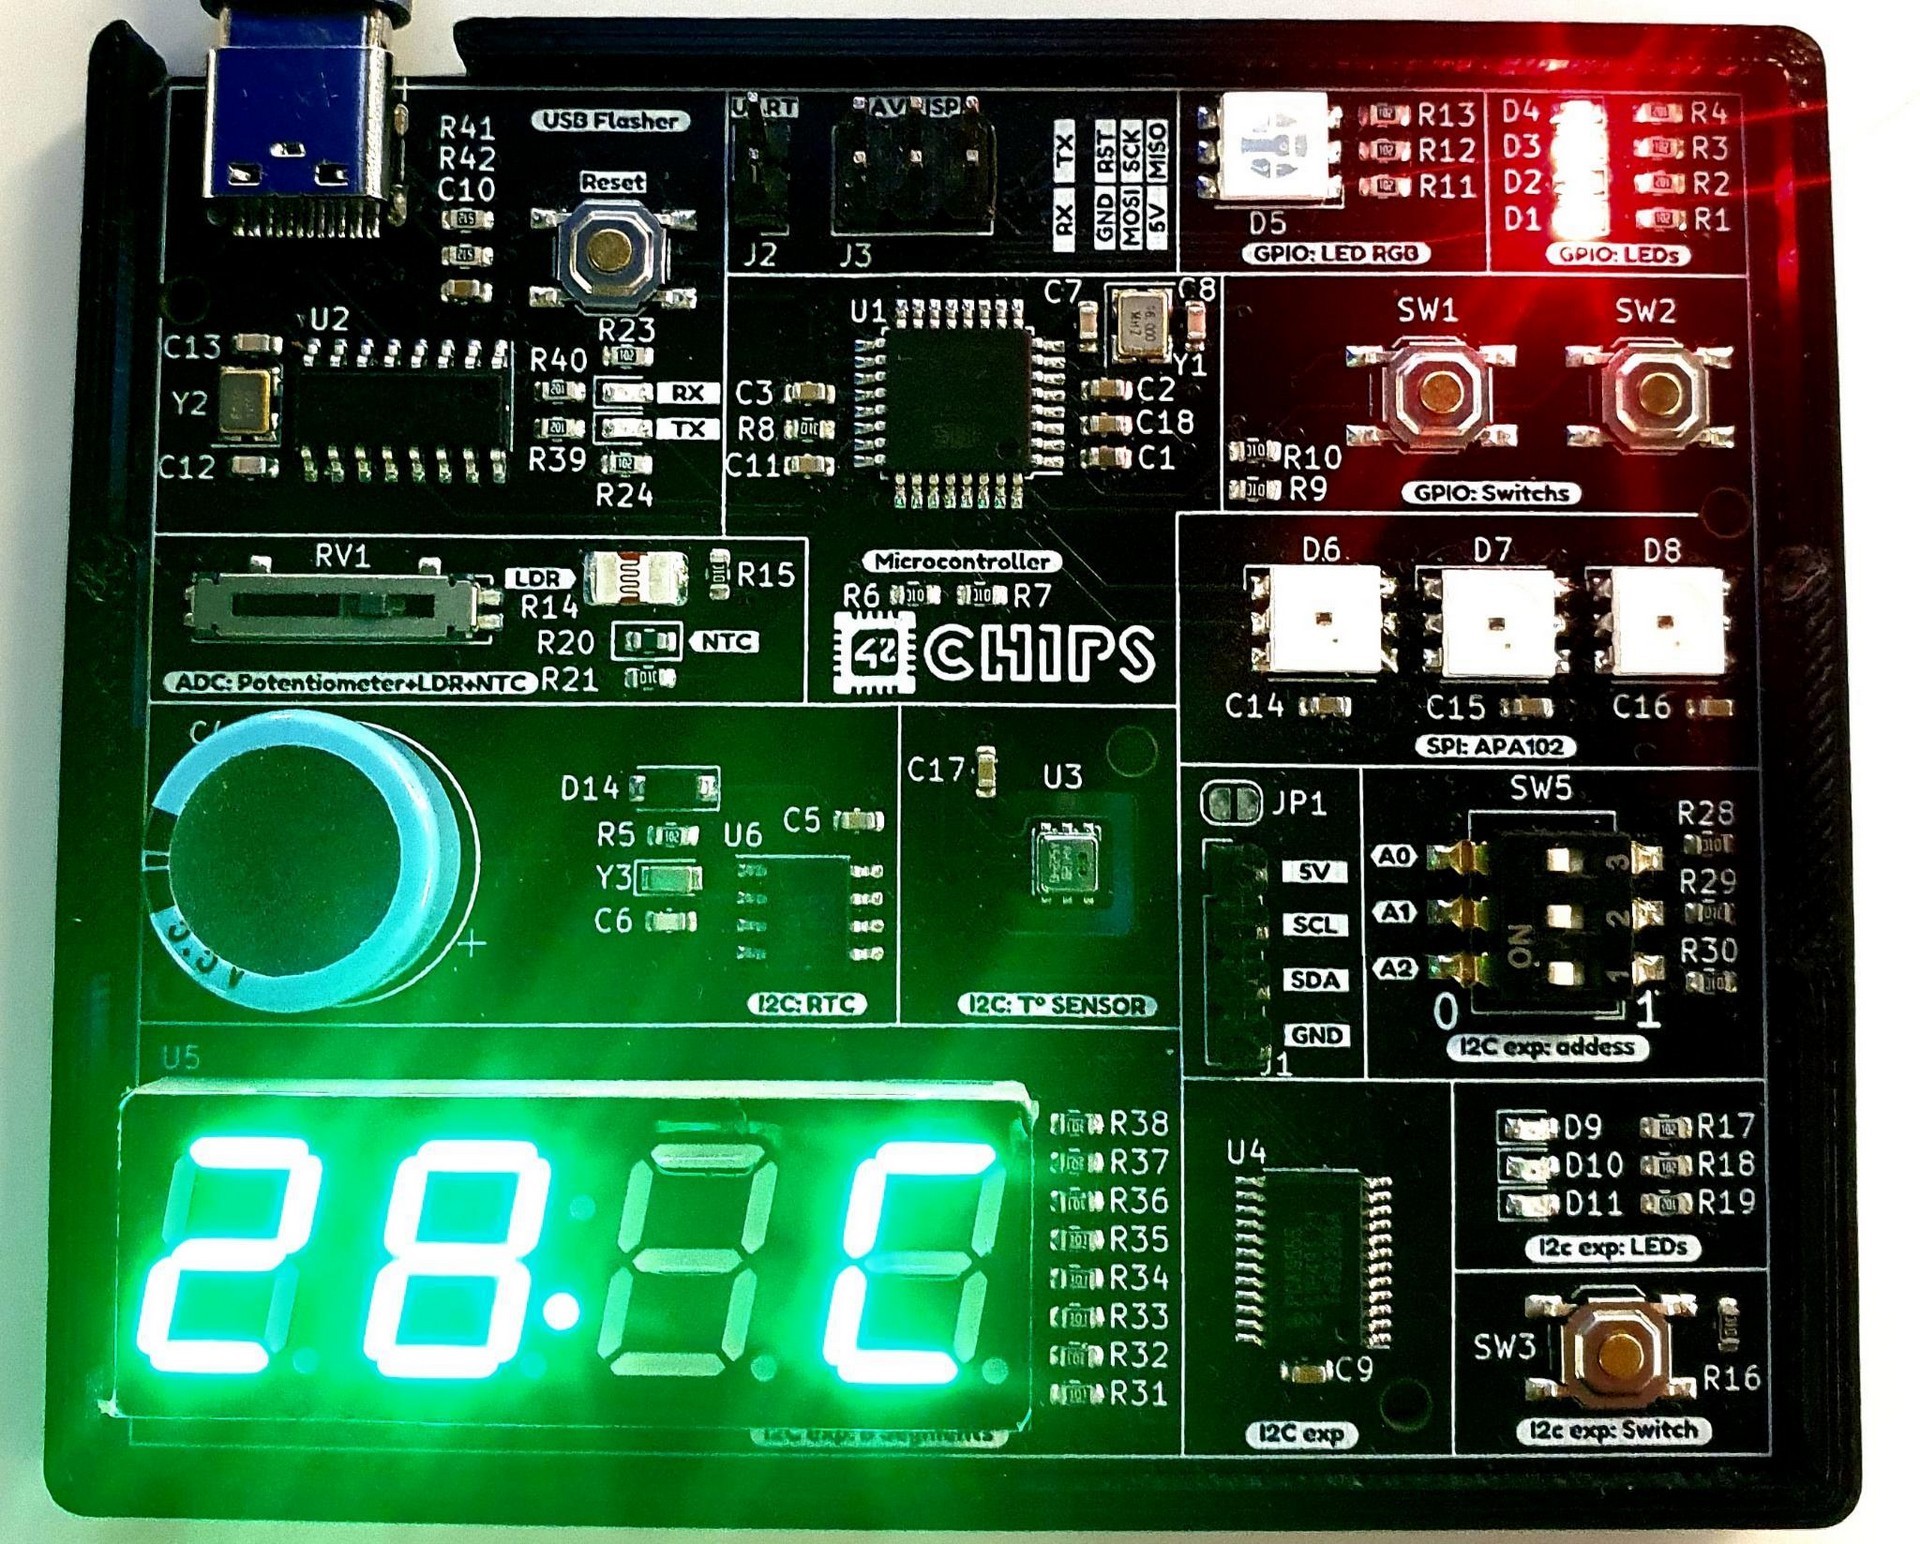 R41
R42
C10
USB Flasher
Reset
UART
AVR ISP
RX TX
GND RST
MOSI SCK
5V MISO
J2
J3
D5
R13
R12
R11
GPIO: LED RGB
D4
D3
D2
D1
R4
R3
R2
R1
GPIO: LEDs
C13
U2
Y2
C12
R23
R40
RX
TX
R39
R24
U1
C7
C8
16.000
MHZ
Y1
C3
R8
C11
C2
C18
C1
SW1
SW2
R10
R9
GPIO: Switchs
RV1
LDR
R14
R15
R20
NTC
R21
ADC: Potentiometer+LDR+NTC
Microcontroller
R6
R7
42
CH1PS
D6
D7
D8
C14
C15
C16
SPI: APA102
D14
R5
U6
C5
Y3
C6
5.5V
+
I2C: RTC
C17
U3
I2C: T° SENSOR
JP1
5V
SCL
SDA
GND
J1
SW5
A0
A1
A2
3
2
1
ON
0
1
R28
R29
R30
I2C exp: addess
U5
28. C
R38
R37
R36
R35
R34
R33
R32
R31
U4
C9
I2C exp
D9
D10
D11
R17
R18
R19
I2c exp: LEDs
SW3
R16
I2c exp: Switch